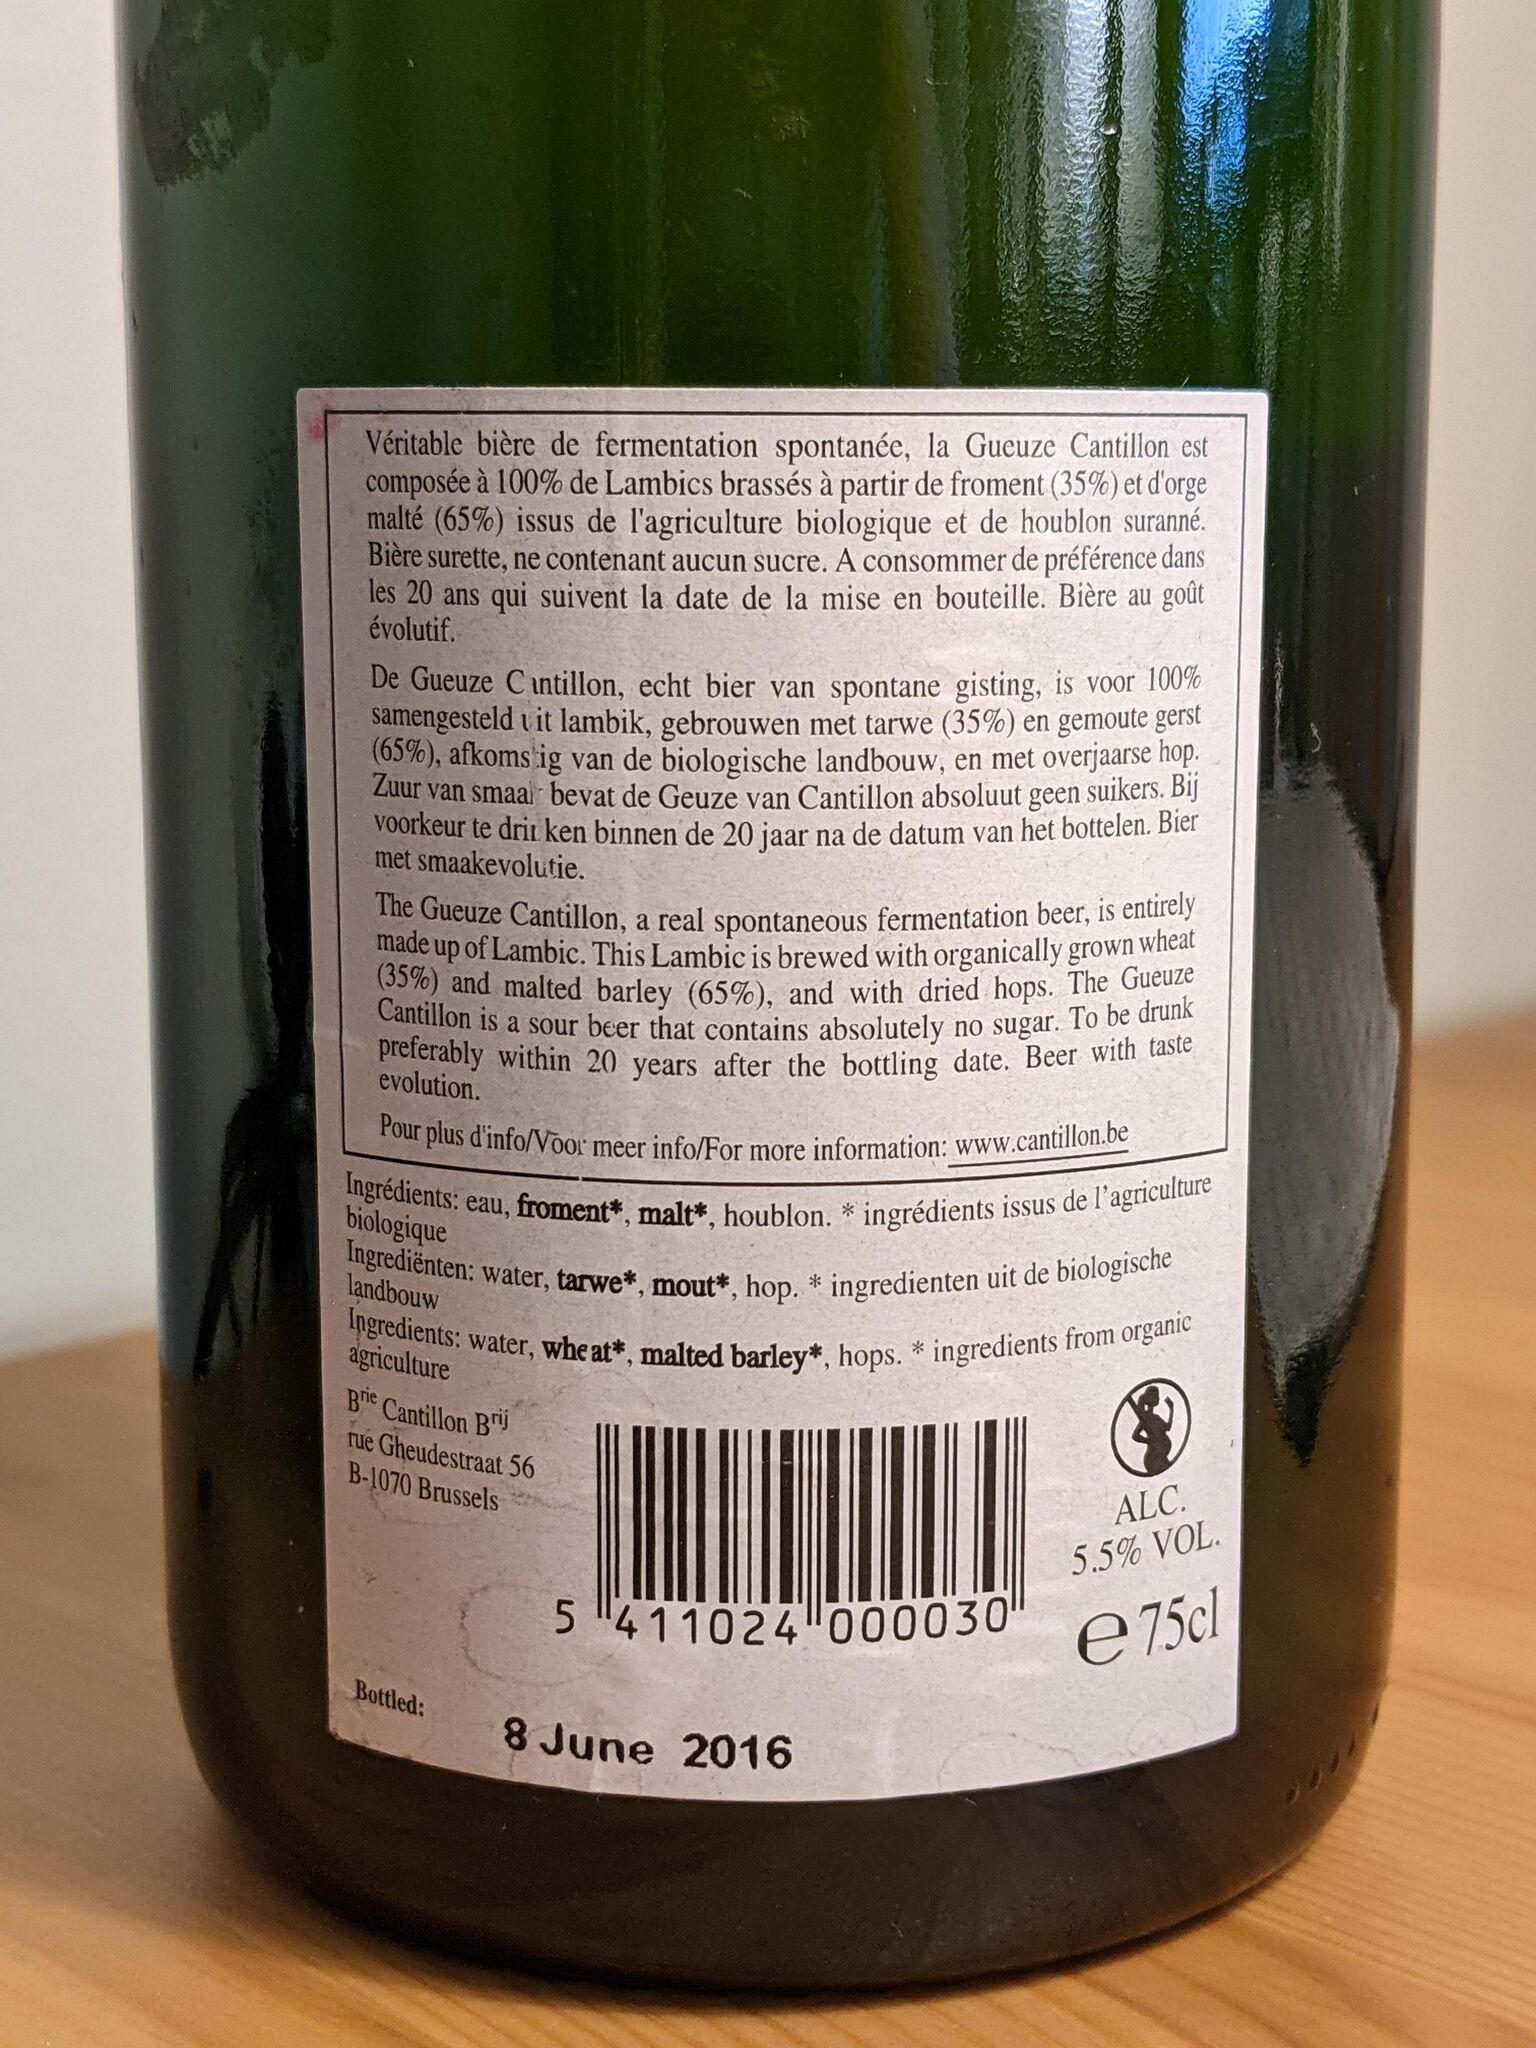 Véritable bière de fermentation spontanée, la Gueuze Cantillon est
composée à 100% de Lambics brassés à partir de froment (35%) et d'orge
malté (65%) issus de l'agriculture biologique et de houblon suranné.
Bière surette, ne contenant aucun sucre. A consommer de préférence dans
les 20 ans qui suivent la date de la mise en bouteille. Bière au goût
évolutif.
De Gueuze Cantillon, echt bier van spontane gisting, is voor 100%
samengesteld uit lambik, gebrouwen met tarwe (35%) en gemoute gerst
(65%), afkomstig van de biologische landbouw, en met overjaarse hop.
Zuur van smaak bevat de Geuze van Cantillon absoluut geen suikers. Bij
voorkeur te drinken binnen de 20 jaar na de datum van het bottelen. Bier
met smaakevolutie.
The Gueuze Cantillon, a real spontaneous fermentation beer, is entirely
made up of Lambic. This Lambic is brewed with organically grown wheat
(35%) and malted barley (65%), and with dried hops. The Gueuze
Cantillon is a sour beer that contains absolutely no sugar. To be drunk
preferably within 20 years after the bottling date. Beer with taste
evolution.
Pour plus d'info/Voor meer info/For more information: www.cantillon.be
Ingrédients: eau, froment*, malt*, houblon. * ingrédients issus de l'agriculture
biologique
Ingrediënten: water, tarwe*, mout*, hop. * ingredienten uit de biologische
landbouw
Ingredients: water, wheat*, malted barley*, hops. * ingredients from organic
agriculture
Brie Cantillon Brij
rue Gheudestraat 56
B-1070 Brussels
ALC.
5.5% VOL.
5 411024 000030
e 75cl
Bottled:
8 June 2016